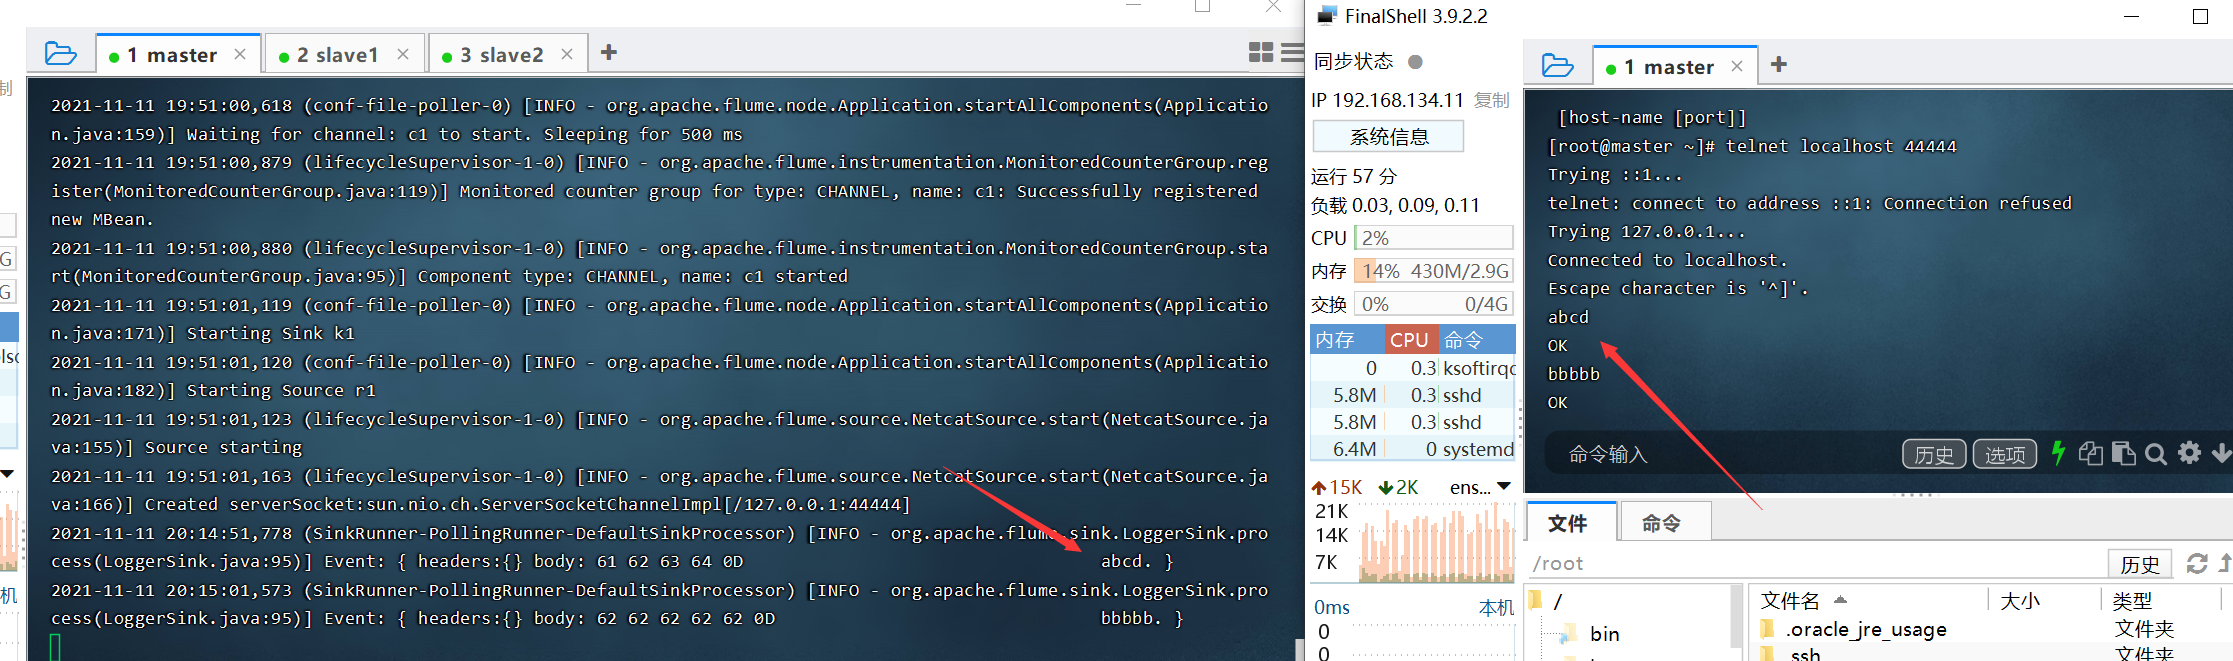 1 master
2 slave1
3 slave2
制
G
G
lsc
机
2021-11-11 19:51:00,618 (conf-file-poller-0) [INFO - org.apache.flume.node.Application.startAllComponents(Applicatio
n.java:159)] Waiting for channel: c1 to start. Sleeping for 500 ms
2021-11-11 19:51:00,879 (lifecycleSupervisor-1-0) [INFO - org.apache.flume.instrumentation.MonitoredCounterGroup.reg
ister(MonitoredCounterGroup.java:119)] Monitored counter group for type: CHANNEL, name: c1: Successfully registered
new MBean.
2021-11-11 19:51:00,880 (lifecycleSupervisor-1-0) [INFO - org.apache.flume.instrumentation.MonitoredCounterGroup.sta
rt(MonitoredCounterGroup.java:95)] Component type: CHANNEL, name: c1 started
2021-11-11 19:51:01,119 (conf-file-poller-0) [INFO - org.apache.flume.node.Application.startAllComponents(Applicatio
n.java:171)] Starting Sink k1
2021-11-11 19:51:01,120 (conf-file-poller-0) [INFO - org.apache.flume.node.Application.startAllComponents(Applicatio
n.java:182)] Starting Source r1
2021-11-11 19:51:01,123 (lifecycleSupervisor-1-0) [INFO - org.apache.flume.source.NetcatSource.start(NetcatSource.ja
va:155)] Source starting
2021-11-11 19:51:01,163 (lifecycleSupervisor-1-0) [INFO - org.apache.flume.source.NetcatSource.start(NetcatSource.ja
va:166)] Created serverSocket:sun.nio.ch.ServerSocketChannelImpl[/127.0.0.1:44444]
2021-11-11 20:14:51,778 (SinkRunner-PollingRunner-DefaultSinkProcessor) [INFO - org.apache.flume.sink.LoggerSink.pro
cess(LoggerSink.java:95)] Event: { headers:{} body: 61 62 63 64 0D abcd. }
2021-11-11 20:15:01,573 (SinkRunner-PollingRunner-DefaultSinkProcessor) [INFO - org.apache.flume.sink.LoggerSink.pro
cess(LoggerSink.java:95)] Event: { headers:{} body: 62 62 62 62 62 0D bbbbb. }
FinalShell 3.9.2.2
同步状态
IP 192.168.134.11 复制
系统信息
运行 57 分
负载 0.03, 0.09, 0.11
CPU 2%
内存 14% 430M/2.9G
交换 0% 0/4G
内存 CPU 命令
0 0.3 ksoftirqc
5.8M 0.3 sshd
5.8M 0.3 sshd
6.4M 0 systemd
15K 2K ens...
21K
14K
7K
0ms 本机
0
0
1 master
[host-name [port]]
[root@master ~]# telnet localhost 44444
Trying ::1...
telnet: connect to address ::1: Connection refused
Trying 127.0.0.1...
Connected to localhost.
Escape character is '^]'.
abcd
OK
bbbbb
OK
命令输入 历史 选项
文件 命令
/root 历史
/
bin
文件名 大小 类型
.oracle_jre_usage 文件夹
.ssh 文件夹